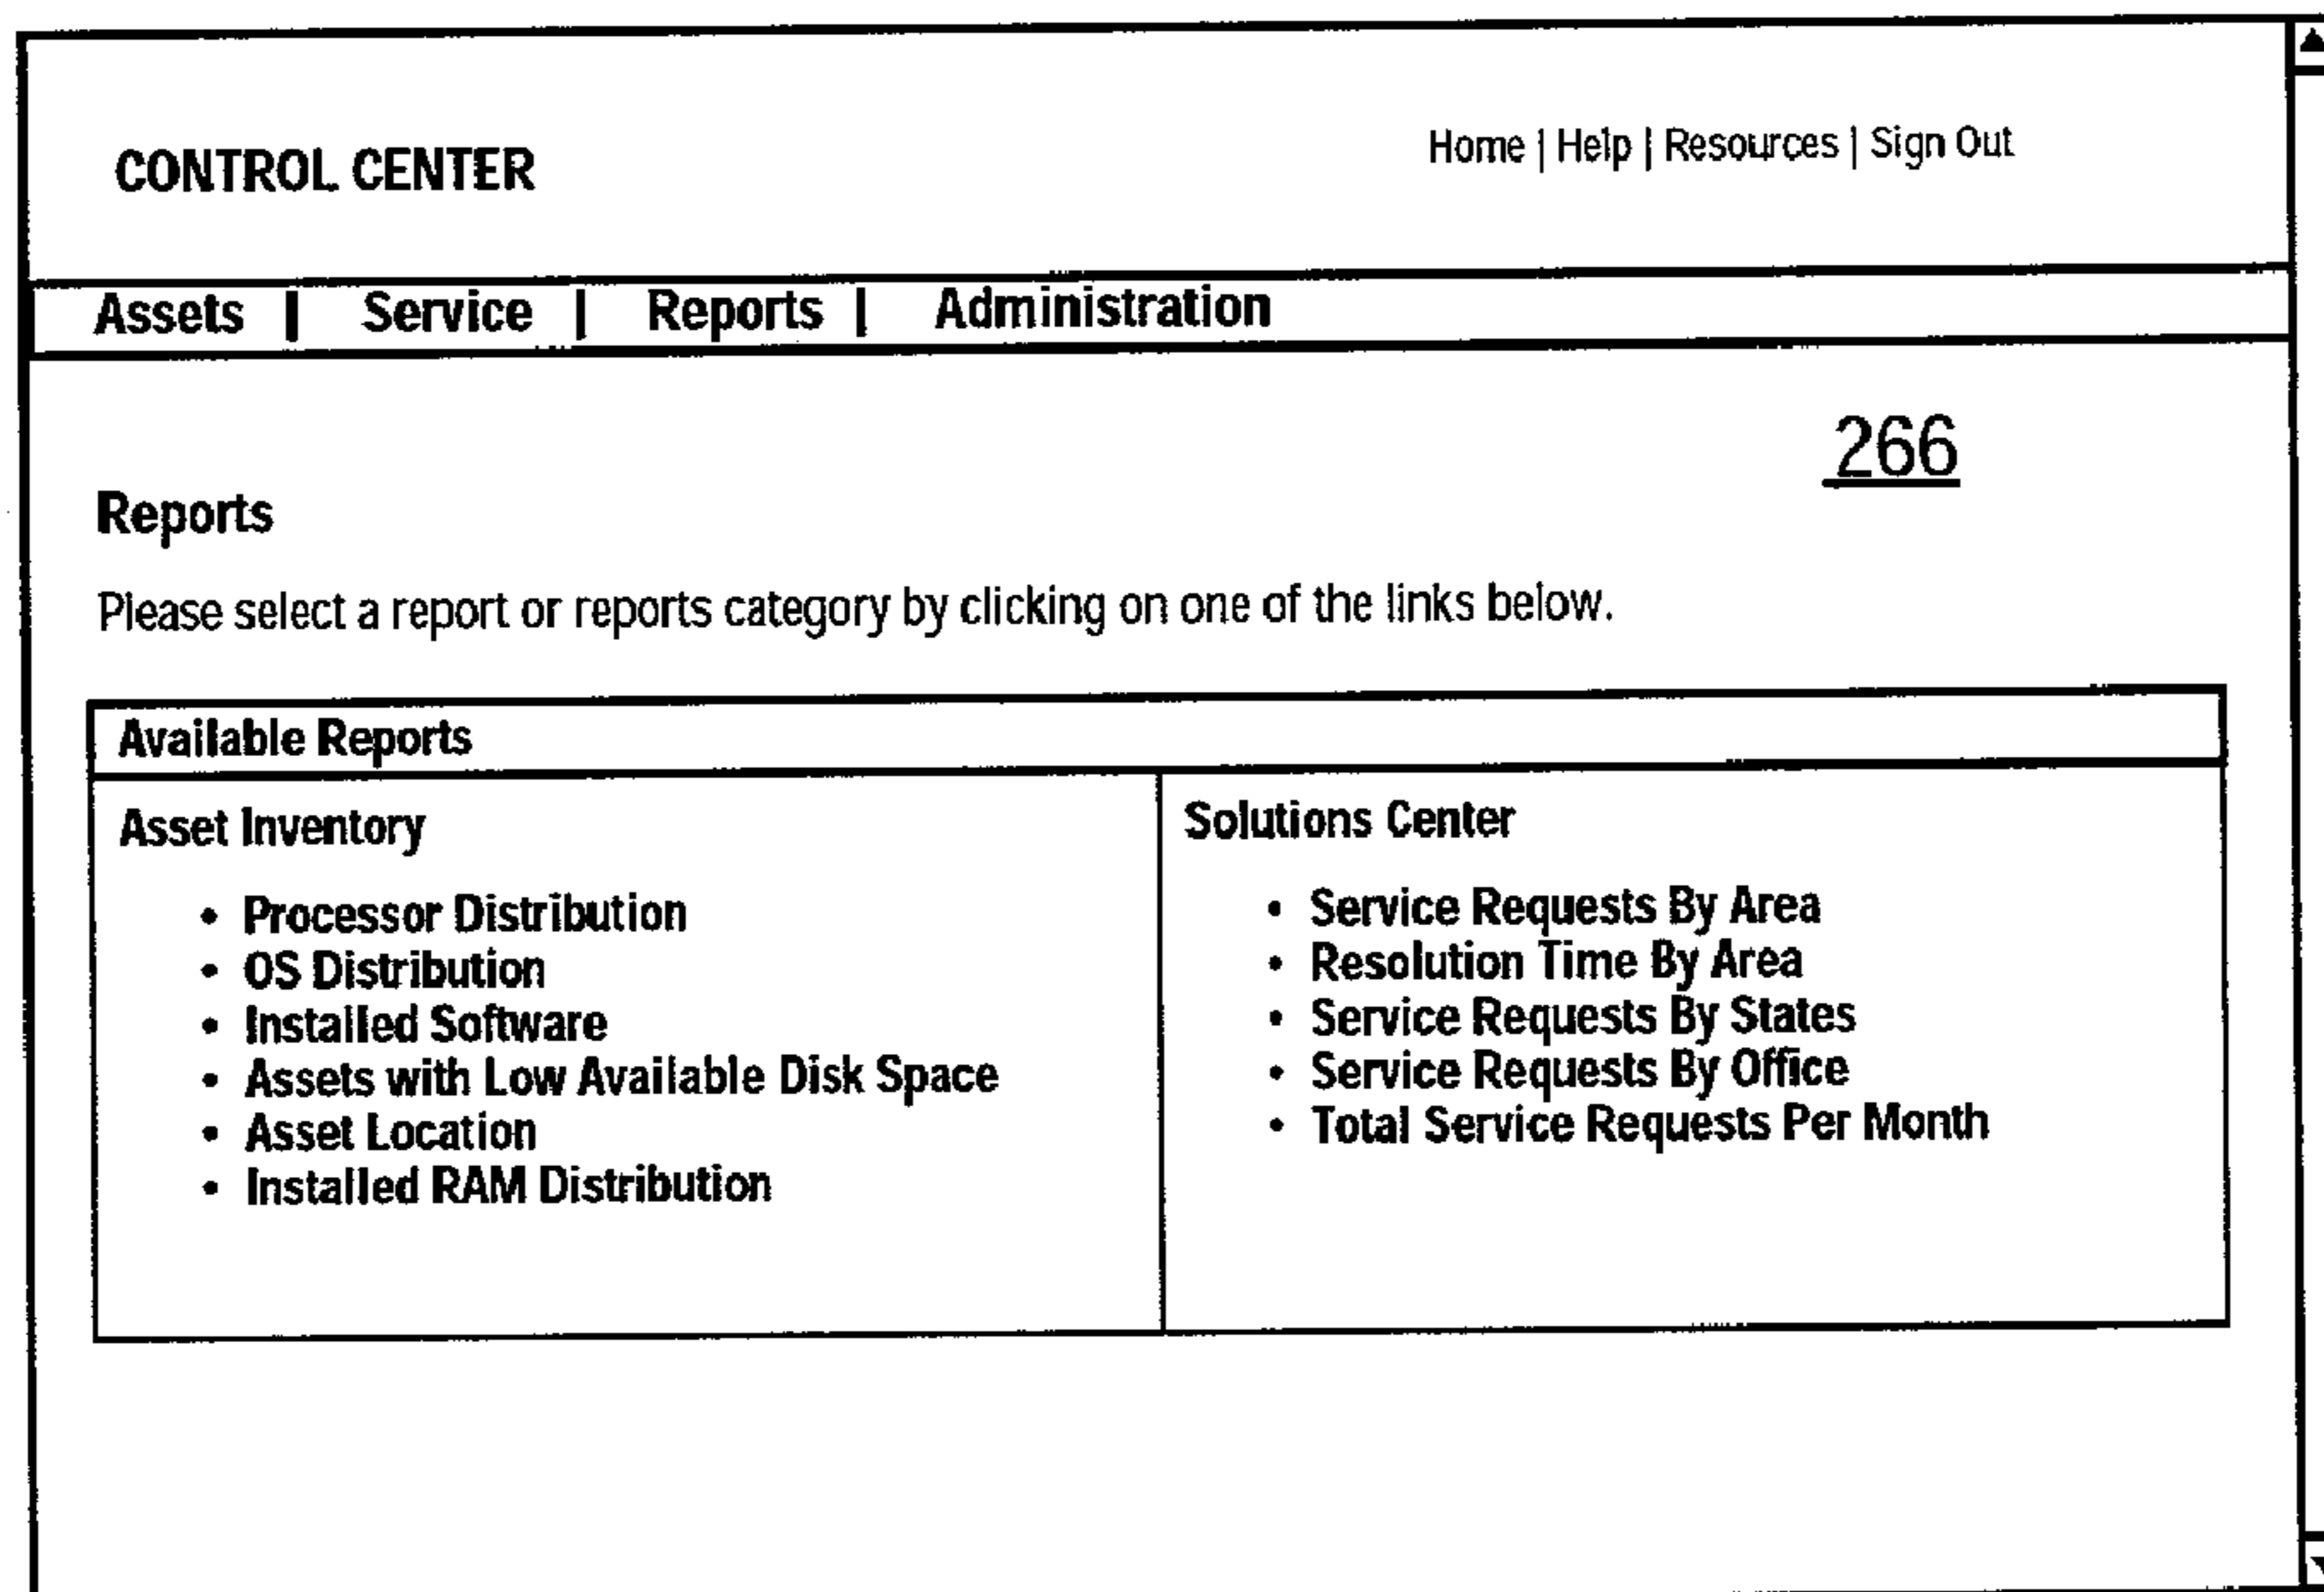 CONTROL CENTER
Home | Help | Resources | Sign Out
Assets | Service | Reports | Administration
266
Reports
Please select a report or reports category by clicking on one of the links below.
Available Reports
Asset Inventory
• Processor Distribution
• OS Distribution
• Installed Software
• Assets with Low Available Disk Space
• Asset Location
• Installed RAM Distribution
Solutions Center
• Service Requests By Area
• Resolution Time By Area
• Service Requests By States
• Service Requests By Office
• Total Service Requests Per Month